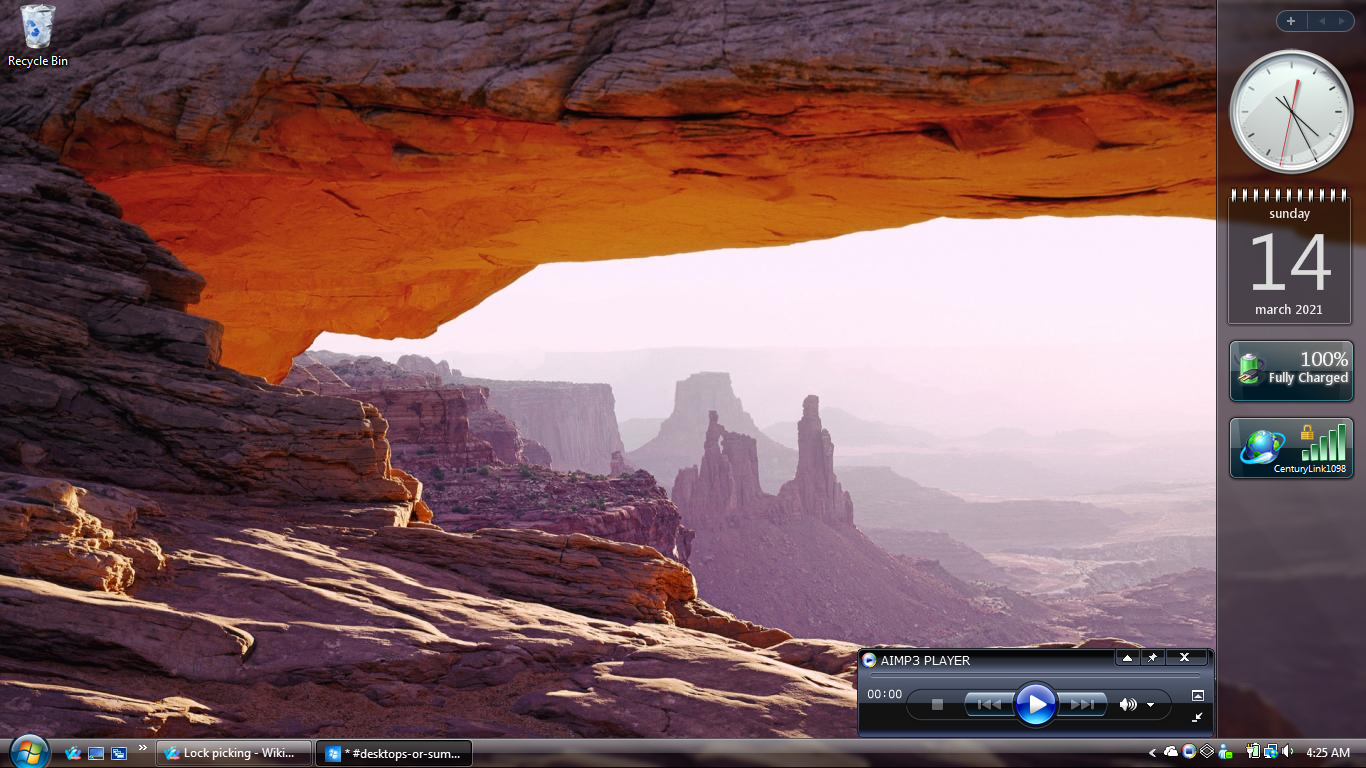 Recycle Bin
sunday
14
march 2021
100%
Fully Charged
CenturyLink1098
AIMP3 PLAYER
00:00
Lock picking - Wiki...
* #desktops-or-sum...
4:25 AM